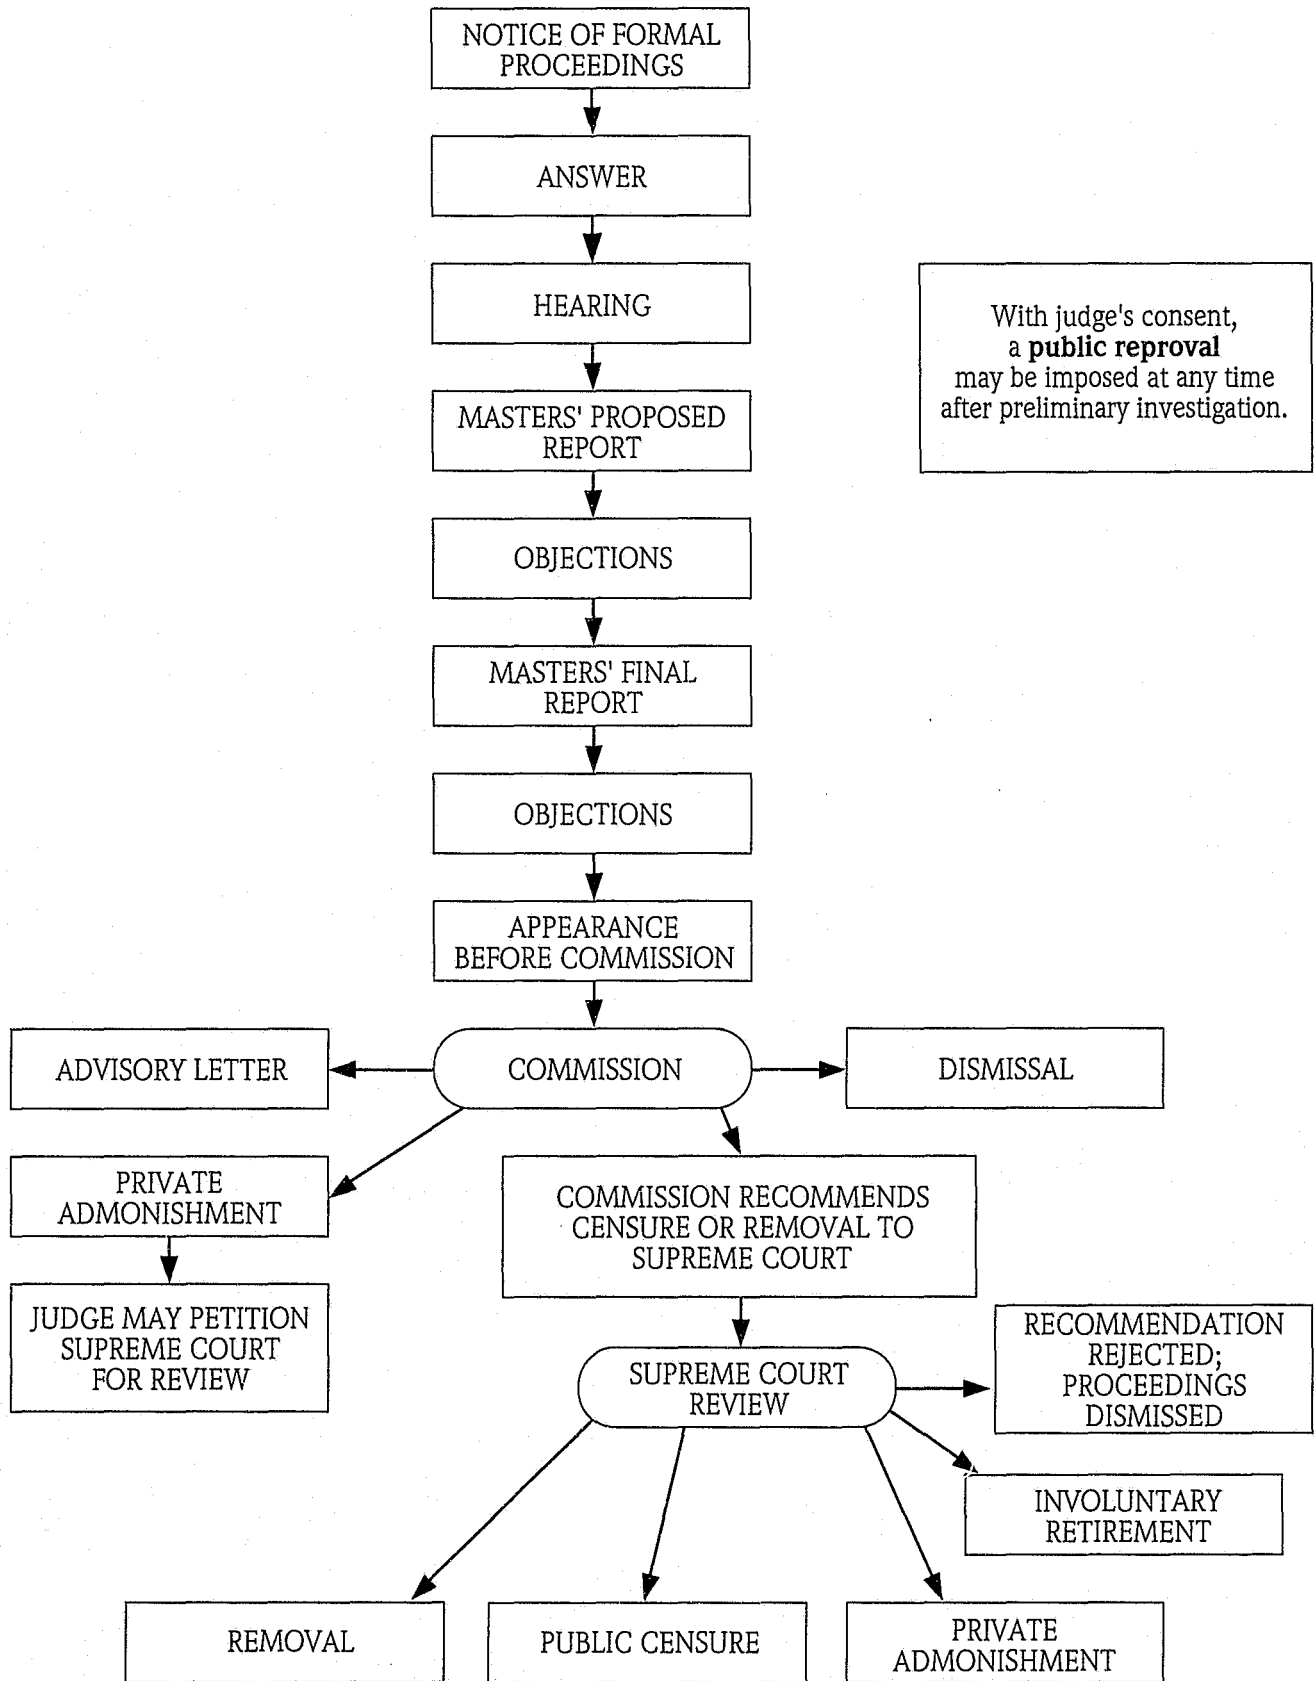 NOTICE OF FORMAL
PROCEEDINGS
ANSWER
HEARING
With judge's consent,
a public reproval
may be imposed at any time
after preliminary investigation.
MASTERS' PROPOSED
REPORT
OBJECTIONS
MASTERS' FINAL
REPORT
OBJECTIONS
APPEARANCE
BEFORE COMMISSION
ADVISORY LETTER
COMMISSION
DISMISSAL
PRIVATE
ADMONISHMENT
COMMISSION RECOMMENDS
CENSURE OR REMOVAL TO
SUPREME COURT
JUDGE MAY PETITION
SUPREME COURT
FOR REVIEW
SUPREME COURT
REVIEW
RECOMMENDATION
REJECTED;
PROCEEDINGS
DISMISSED
INVOLUNTARY
RETIREMENT
REMOVAL
PUBLIC CENSURE
PRIVATE
ADMONISHMENT